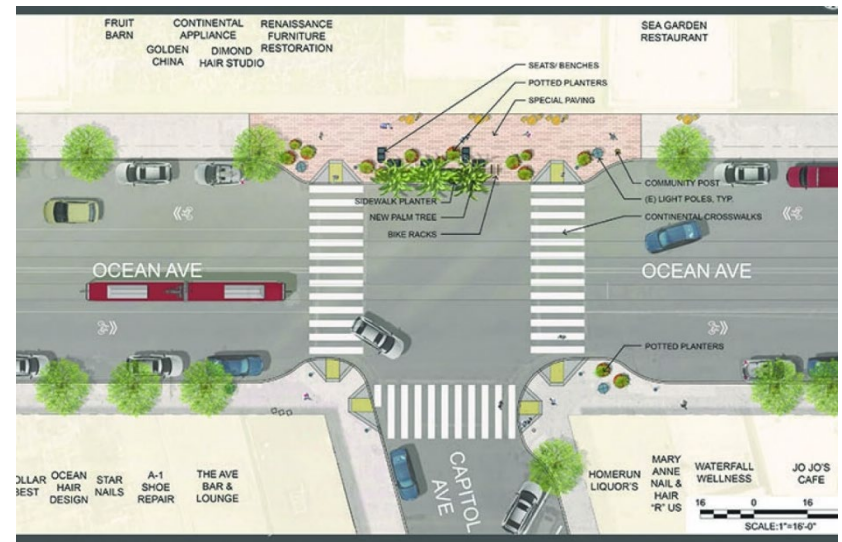 FRUIT
BARN
CONTINENTAL
APPLIANCE
RENAISSANCE
FURNITURE
RESTORATION
GOLDEN
CHINA
DIMOND
HAIR STUDIO
SEA GARDEN
RESTAURANT
SEATS/ BENCHES
POTTED PLANTERS
SPECIAL PAVING
SIDEWALK PLANTER
NEW PALM TREE
BIKE RACKS
COMMUNITY POST
(E) LIGHT POLES, TYP.
CONTINENTAL CROSSWALKS
OCEAN AVE
OCEAN AVE
POTTED PLANTERS
CAPITOL
AVE
OLLAR
BEST
OCEAN
HAIR
DESIGN
STAR
NAILS
A-1
SHOE
REPAIR
THE AVE
BAR &
LOUNGE
HOMERUN
LIQUOR'S
MARY
ANNE
NAIL &
HAIR
"R" US
WATERFALL
WELLNESS
JO JO'S
CAFE
16 0 16
SCALE:1"=16'-0"